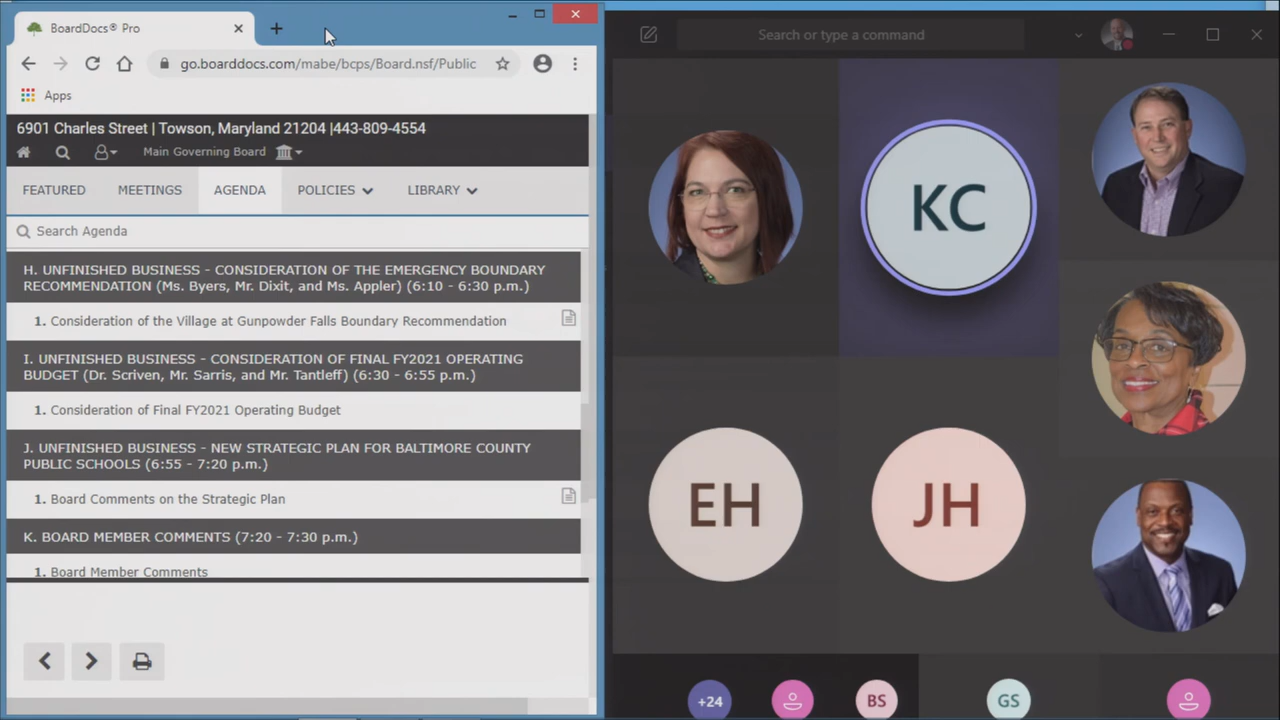 BoardDocs® Pro
go.boarddocs.com/mabe/bcps/Board.nsf/Public
Apps
6901 Charles Street | Towson, Maryland 21204 |443-809-4554
Main Governing Board
FEATURED MEETINGS AGENDA POLICIES LIBRARY
Search Agenda
H. UNFINISHED BUSINESS - CONSIDERATION OF THE EMERGENCY BOUNDARY
RECOMMENDATION (Ms. Byers, Mr. Dixit, and Ms. Appler) (6:10 - 6:30 p.m.)
1. Consideration of the Village at Gunpowder Falls Boundary Recommendation
I. UNFINISHED BUSINESS - CONSIDERATION OF FINAL FY2021 OPERATING
BUDGET (Dr. Scriven, Mr. Sarris, and Mr. Tantleff) (6:30 - 6:55 p.m.)
1. Consideration of Final FY2021 Operating Budget
J. UNFINISHED BUSINESS - NEW STRATEGIC PLAN FOR BALTIMORE COUNTY
PUBLIC SCHOOLS (6:55 - 7:20 p.m.)
1. Board Comments on the Strategic Plan
K. BOARD MEMBER COMMENTS (7:20 - 7:30 p.m.)
1. Board Member Comments
Search or type a command
KC
EH
JH
+24
BS
GS